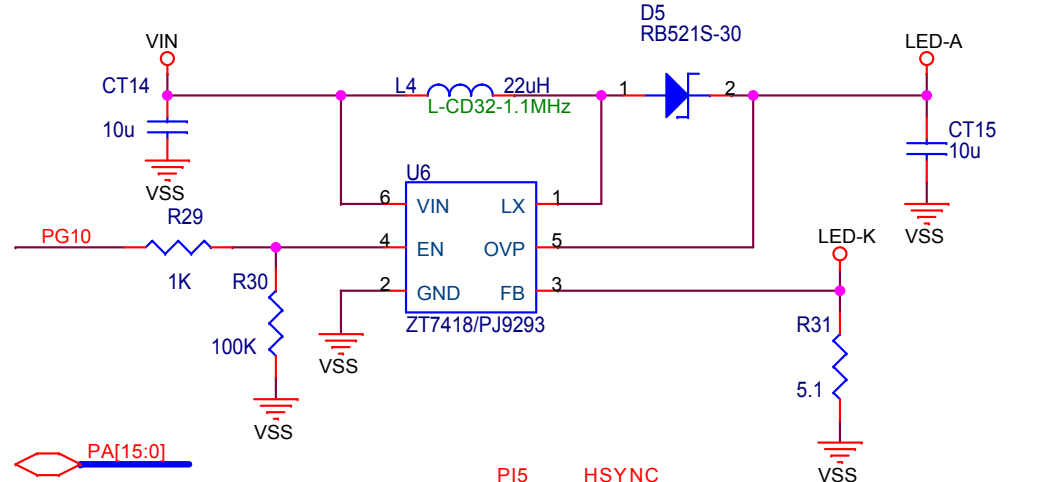 D5
RB521S-30
VIN
LED-A
CT14
L4
22uH
1
2
L-CD32-1.1MHz
10u
CT15
10u
VSS
U6
6
VIN
LX
1
R29
PG10
4
EN
OVP
5
LED-K
VSS
1K
R30
2
GND
FB
3
ZT7418/PJ9293
R31
100K
VSS
5.1
VSS
PA[15:0]
PI5
HSYNC
VSS